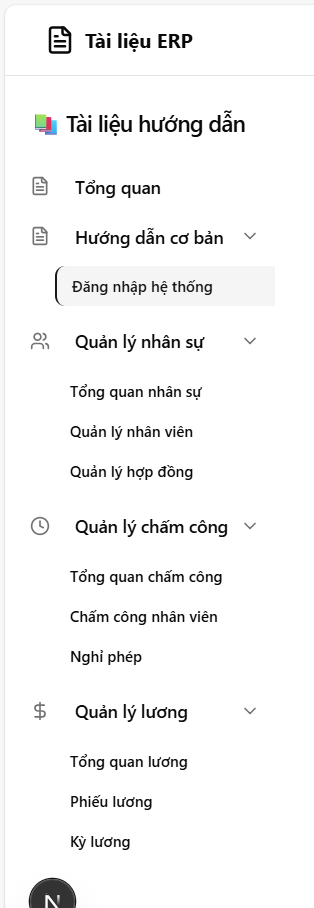 Tài liệu ERP
Tài liệu hướng dẫn
Tổng quan
Hướng dẫn cơ bản
Đăng nhập hệ thống
Quản lý nhân sự
Tổng quan nhân sự
Quản lý nhân viên
Quản lý hợp đồng
Quản lý chấm công
Tổng quan chấm công
Chấm công nhân viên
Nghỉ phép
Quản lý lương
Tổng quan lương
Phiếu lương
Kỳ lương
N